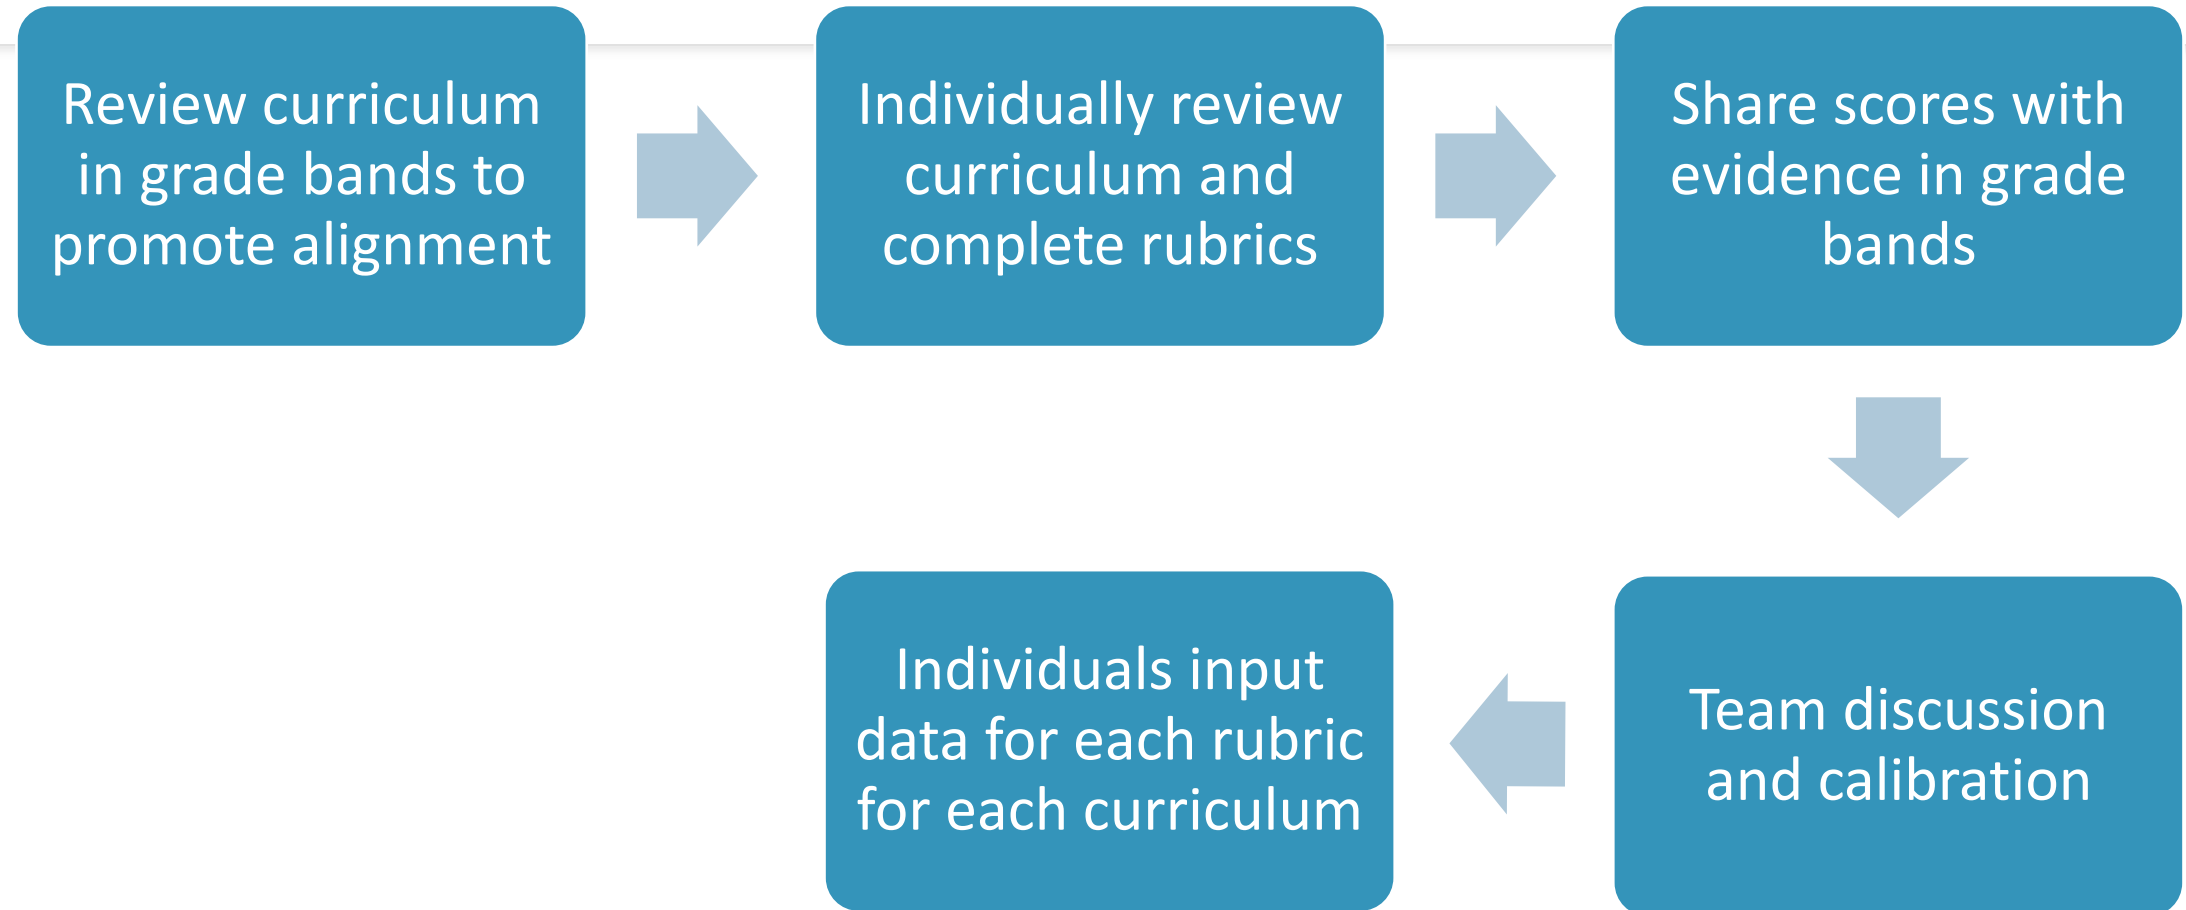 Review curriculum
in grade bands to
promote alignment
Individually review
curriculum and
complete rubrics
Share scores with
evidence in grade
bands
Team discussion
and calibration
Individuals input
data for each rubric
for each curriculum